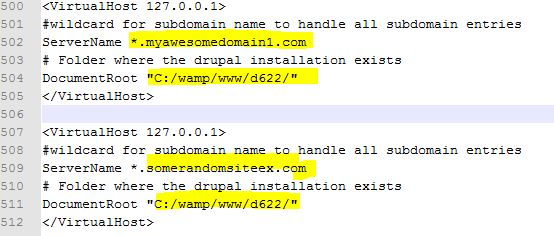 500 <VirtualHost 127.0.0.1>
501 #wildcard for subdomain name to handle all subdomain entries
502 ServerName *.myawesomedomain1.com
503 # Folder where the drupal installation exists
504 DocumentRoot "C:/wamp/www/d622/"
505 </VirtualHost>
506
507 <VirtualHost 127.0.0.1>
508 #wildcard for subdomain name to handle all subdomain entries
509 ServerName *.somerandomsiteex.com
510 # Folder where the drupal installation exists
511 DocumentRoot "C:/wamp/www/d622/"
512 </VirtualHost>